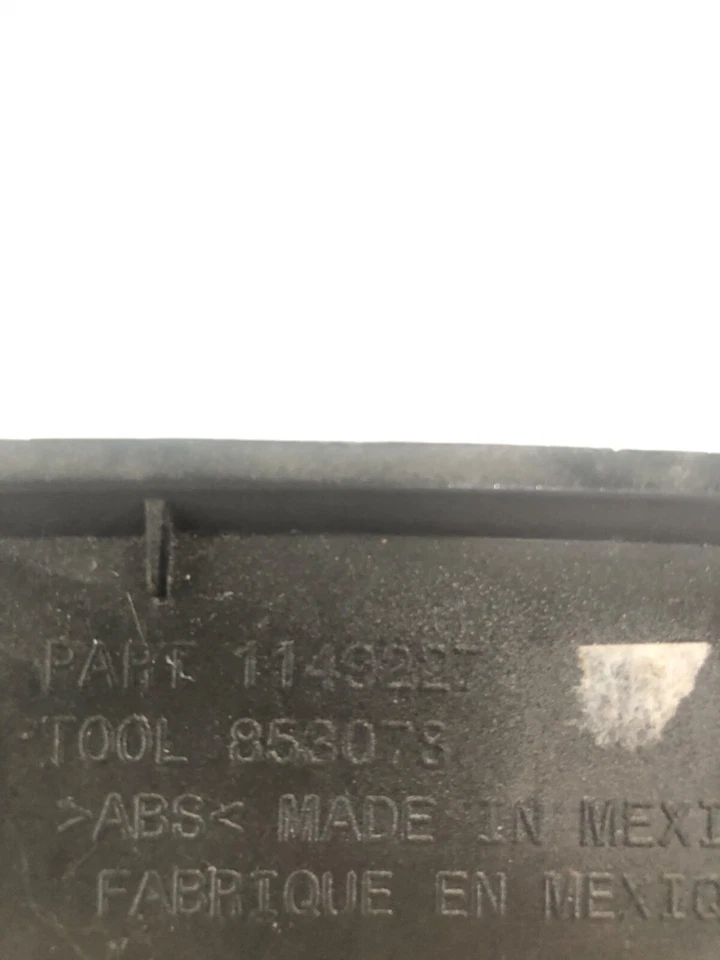 PART 1149227
TOOL 853078
>ABS< MADE IN MEXI
FABRIQUE EN MEXIQ